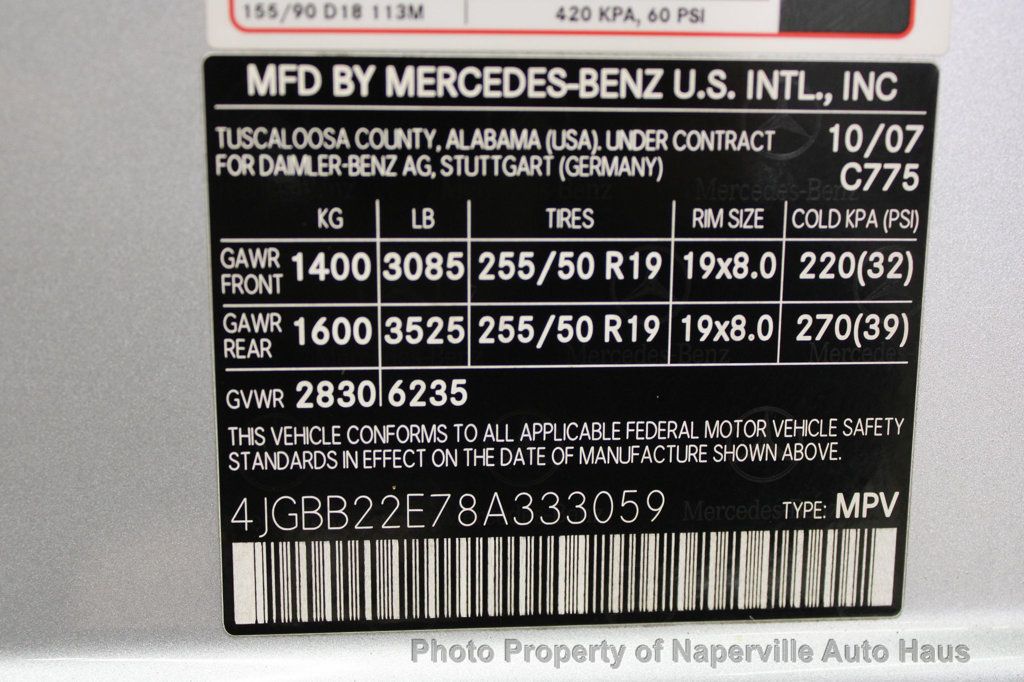 155/90 D18 113M 420 KPA, 60 PSI
MFD BY MERCEDES-BENZ U.S. INTL., INC
TUSCALOOSA COUNTY, ALABAMA (USA). UNDER CONTRACT 10/07
FOR DAIMLER-BENZ AG, STUTTGART (GERMANY) C775
KG LB TIRES RIM SIZE COLD KPA (PSI)
GAWR FRONT 1400 3085 255/50 R19 19x8.0 220(32)
GAWR REAR 1600 3525 255/50 R19 19x8.0 270(39)
GVWR 2830 6235
THIS VEHICLE CONFORMS TO ALL APPLICABLE FEDERAL MOTOR VEHICLE SAFETY
STANDARDS IN EFFECT ON THE DATE OF MANUFACTURE SHOWN ABOVE.
4JGBB22E78A333059 TYPE: MPV
Photo Property of Naperville Auto Haus